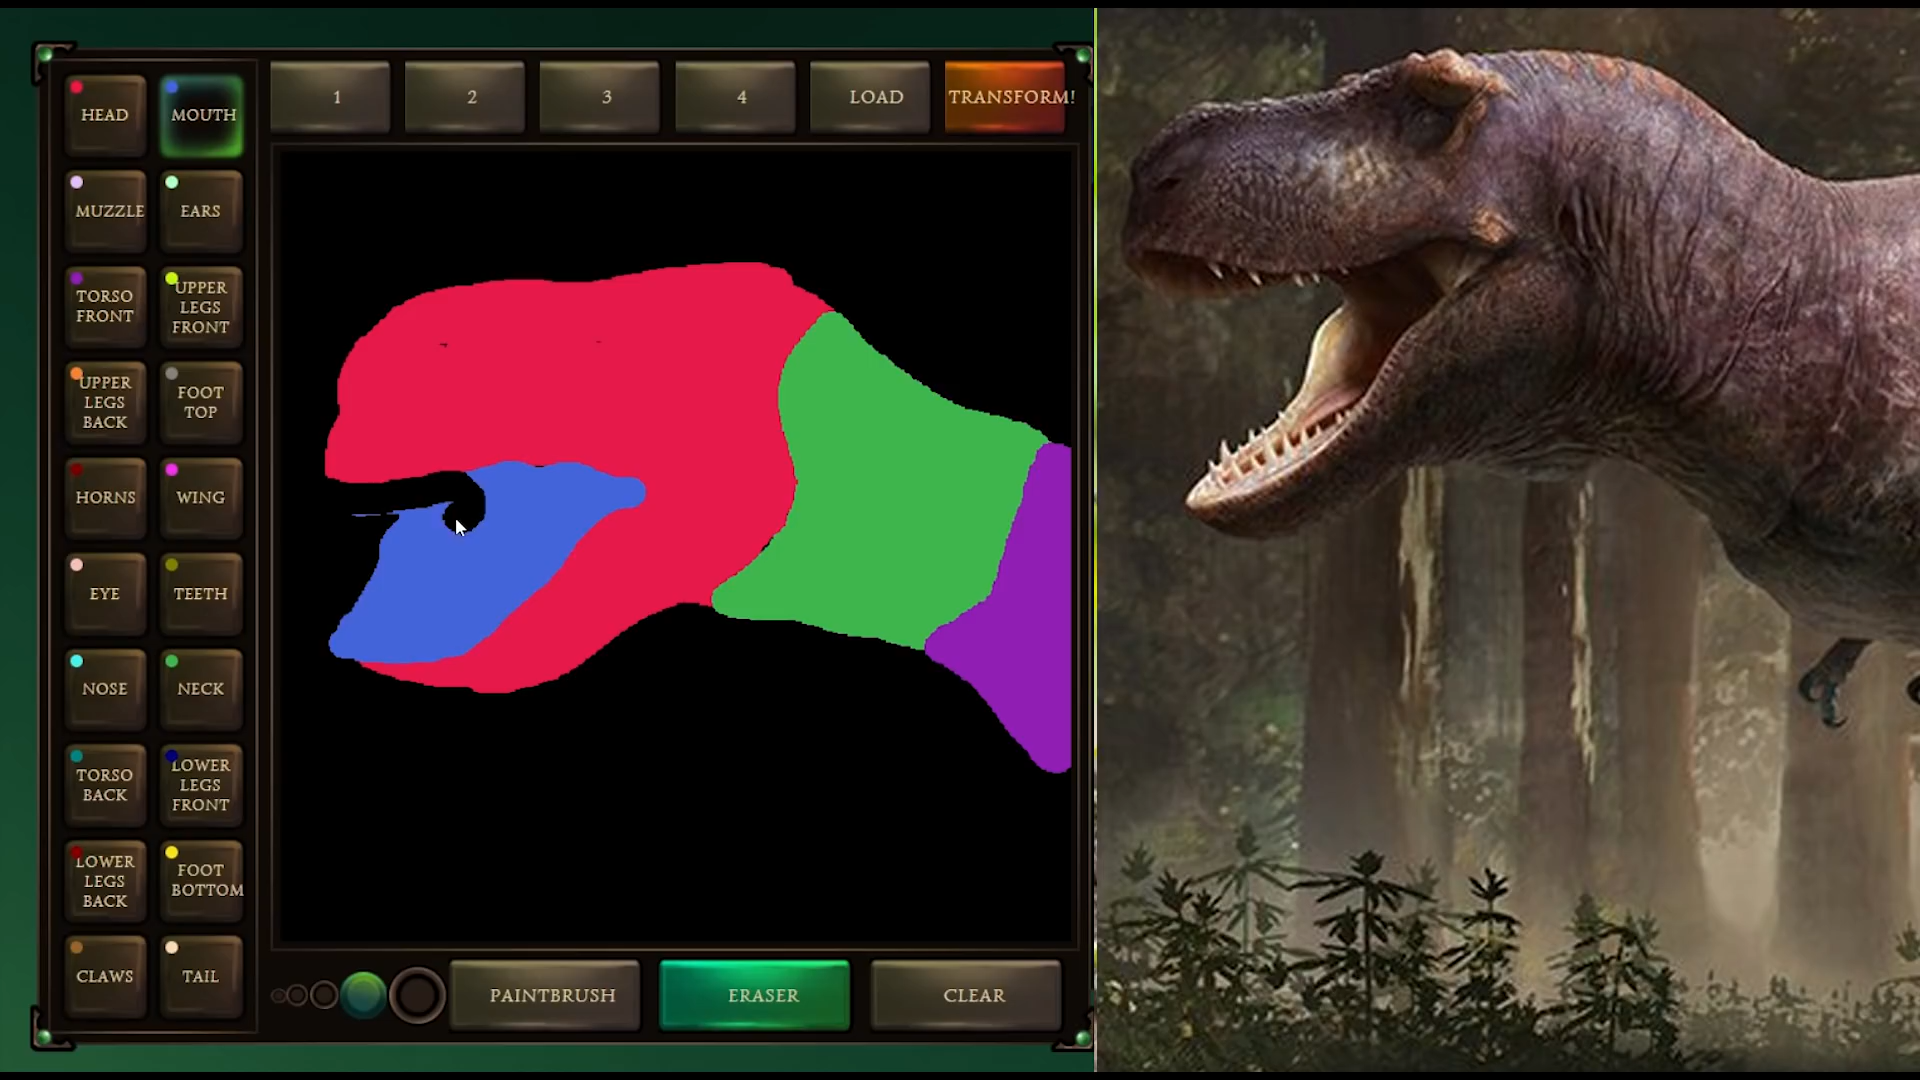 1
2
3
4
LOAD
TRANSFORM!
HEAD
MOUTH
MUZZLE
EARS
TORSO
FRONT
UPPER
LEGS
FRONT
UPPER
LEGS
BACK
FOOT
TOP
HORNS
WING
EYE
TEETH
NOSE
NECK
TORSO
BACK
LOWER
LEGS
FRONT
LOWER
LEGS
BACK
FOOT
BOTTOM
CLAWS
TAIL
PAINTBRUSH
ERASER
CLEAR